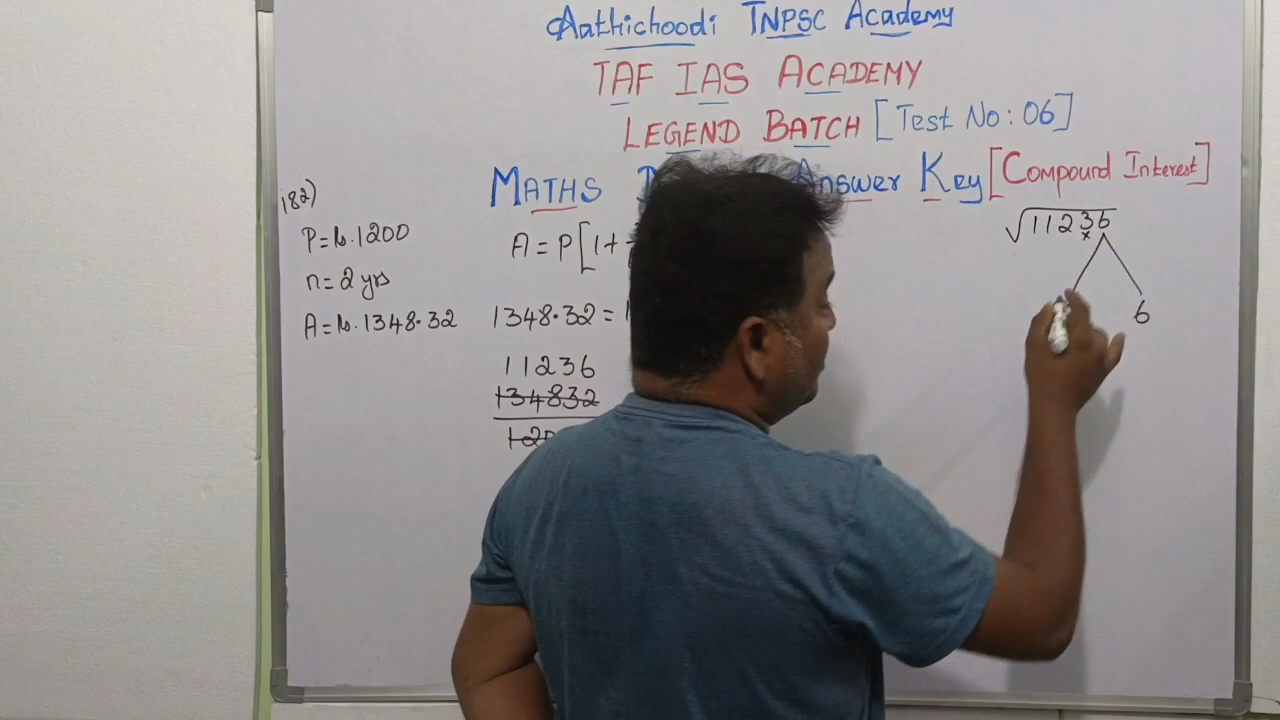 Aathichoodi TNPSC Academy
TAF IAS ACADEMY
LEGEND BATCH [Test No: 06]
MATHS Answer Key [Compound Interest]
182)
P=Rs.1200
n=2 yrs
A=Rs.1348.32
A=P[1+
1348.32=
11236
134832
120
√11236
6